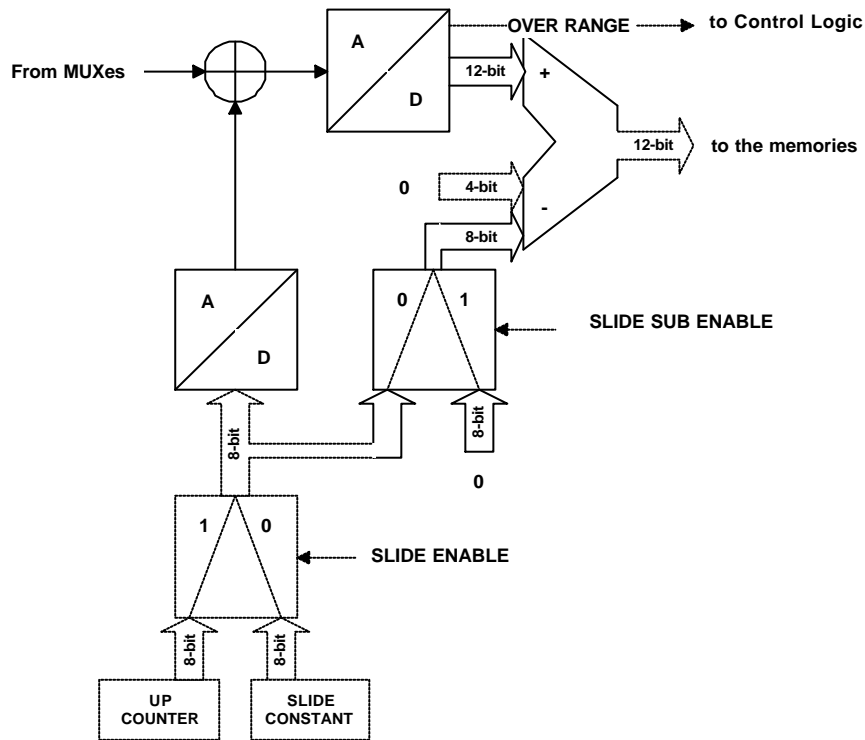 A
D
OVER RANGE
to Control Logic
From MUXes
12-bit
+
12-bit
to the memories
0
4-bit
-
8-bit
A
D
0
1
SLIDE SUB ENABLE
8-bit
8-bit
0
1
0
SLIDE ENABLE
8-bit
8-bit
UP
COUNTER
SLIDE
CONSTANT